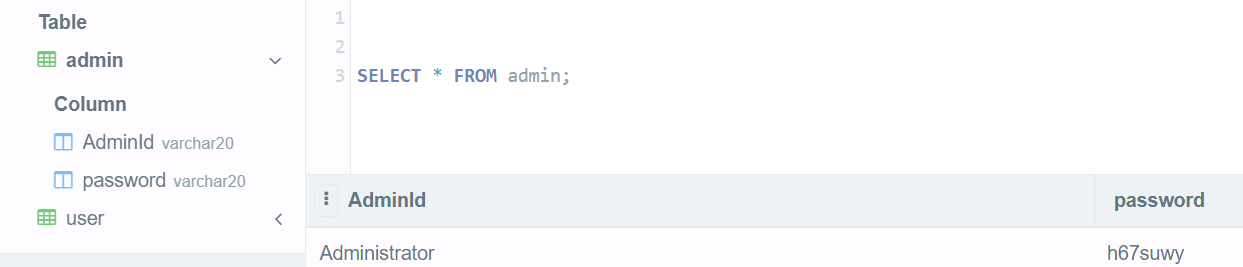 Table
admin
Column
AdminId varchar20
password varchar20
user
1
2
3 SELECT * FROM admin;
AdminId password
Administrator h67suwy